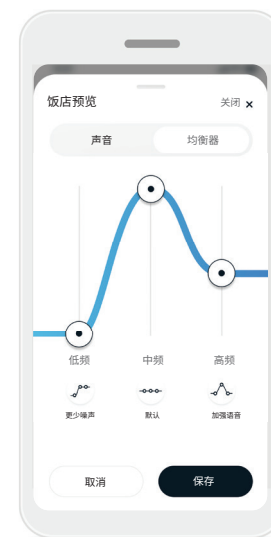 饭店预览
关闭 ×
声音 均衡器
低频 中频 高频
更少噪声 默认 加强语音
取消 保存